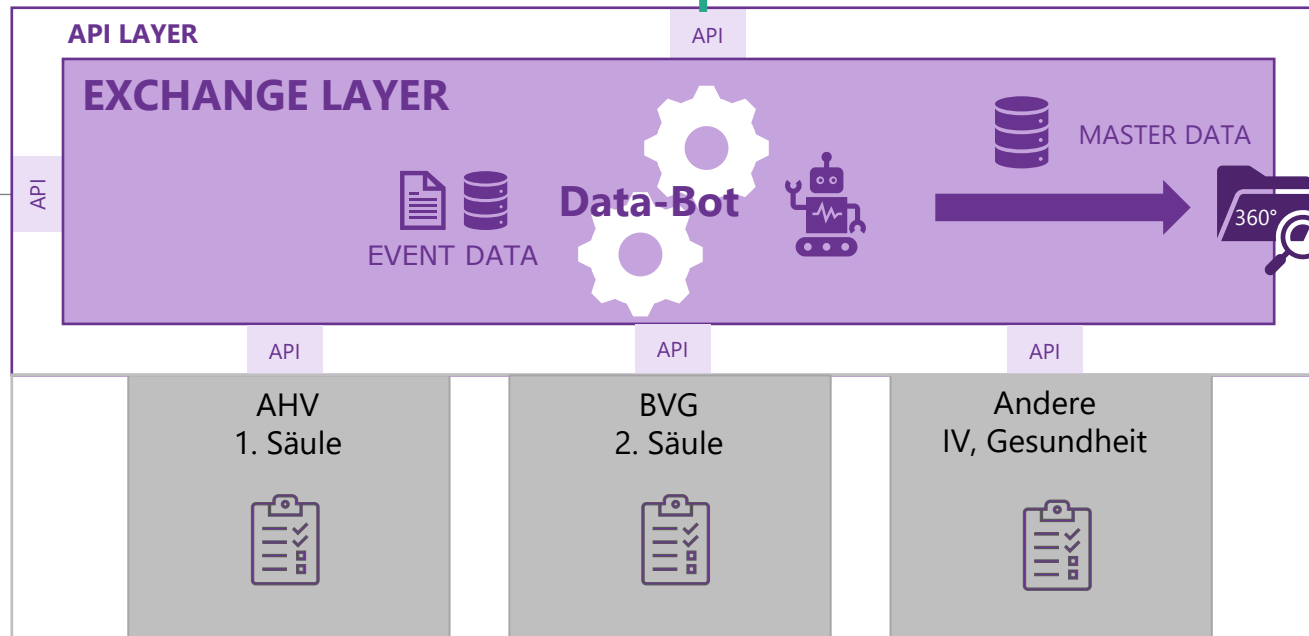 API LAYER
API
EXCHANGE LAYER
MASTER DATA
API
Data-Bot
360°
EVENT DATA
API
API
API
AHV
1. Säule
BVG
2. Säule
Andere
IV, Gesundheit